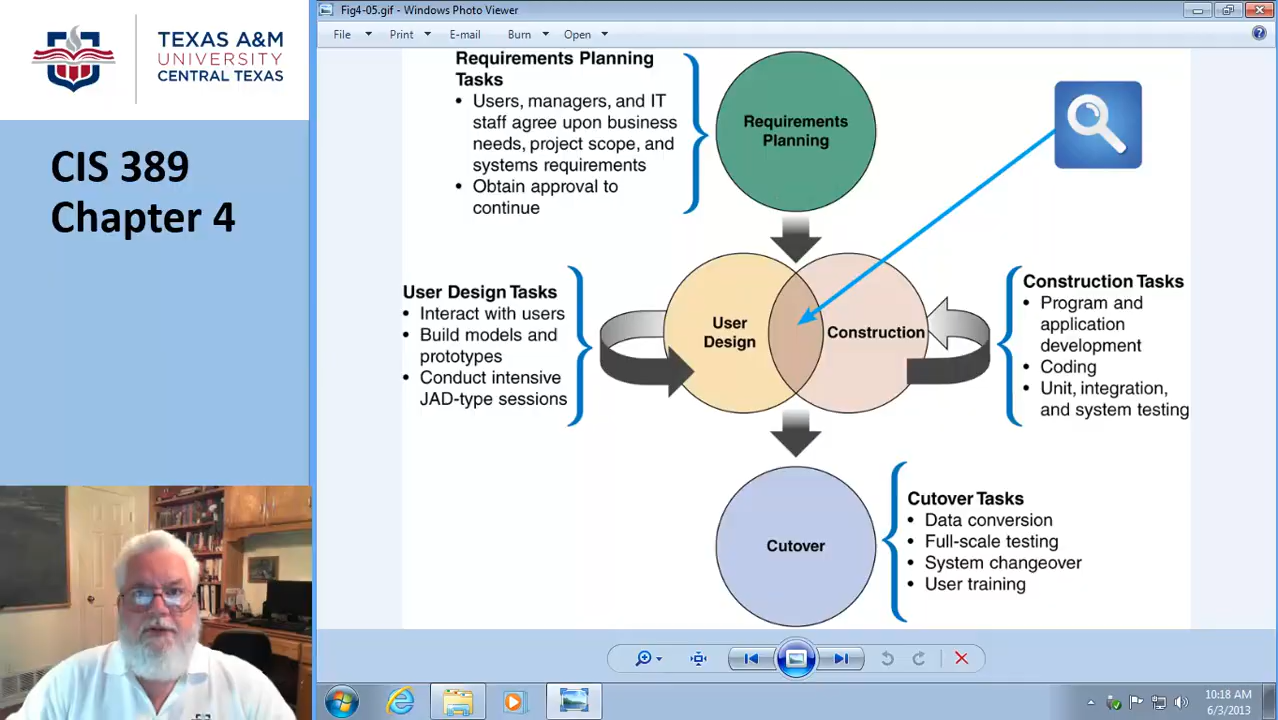 TEXAS A&M
UNIVERSITY
CENTRAL TEXAS
CIS 389
Chapter 4
Fig4-05.gif - Windows Photo Viewer
File
Print
E-mail
Burn
Open
Requirements Planning
Tasks
• Users, managers, and IT
staff agree upon business
needs, project scope, and
systems requirements
• Obtain approval to
continue
Requirements
Planning
User Design Tasks
• Interact with users
• Build models and
prototypes
• Conduct intensive
JAD-type sessions
User
Design
Construction
Construction Tasks
• Program and
application
development
• Coding
• Unit, integration,
and system testing
Cutover
Cutover Tasks
• Data conversion
• Full-scale testing
• System changeover
• User training
10:18 AM
6/3/2013